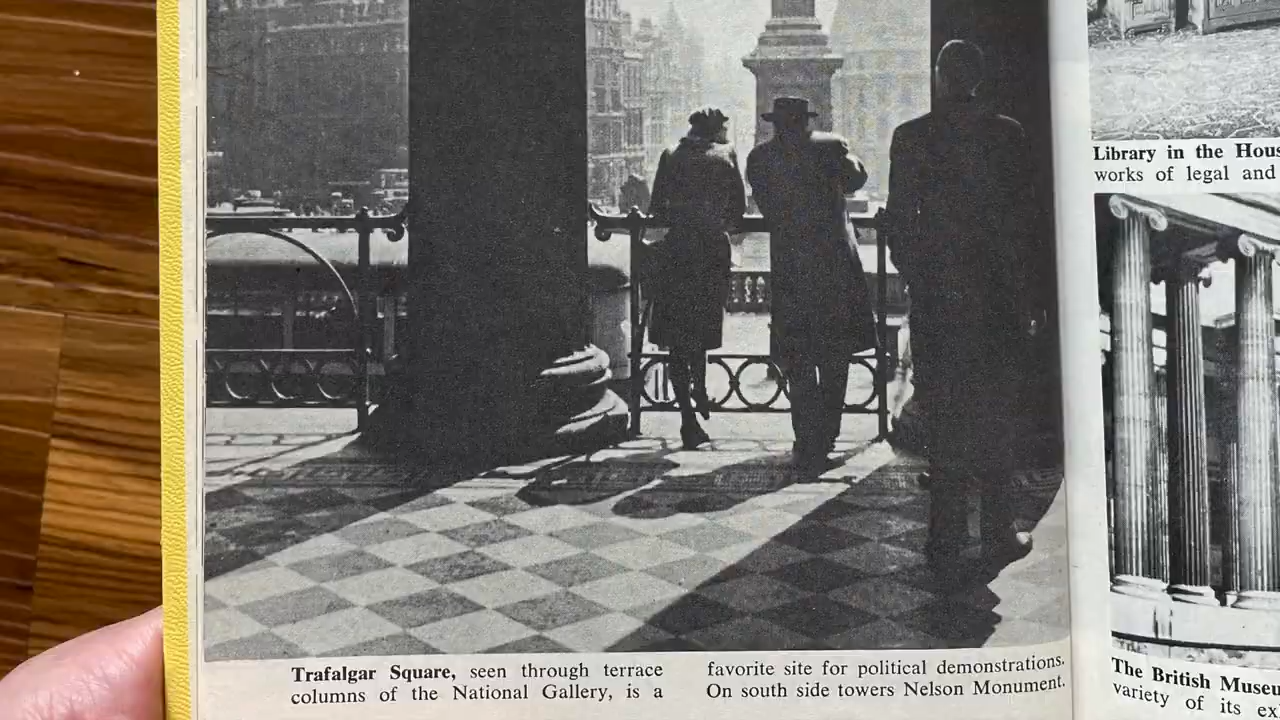 ERIC
Trafalgar Square, seen through terrace
columns of the National Gallery, is a
favorite site for political demonstrations.
On south side towers Nelson Monument.
Library in the Hous
works of legal and
The British Museu
variety of its ex